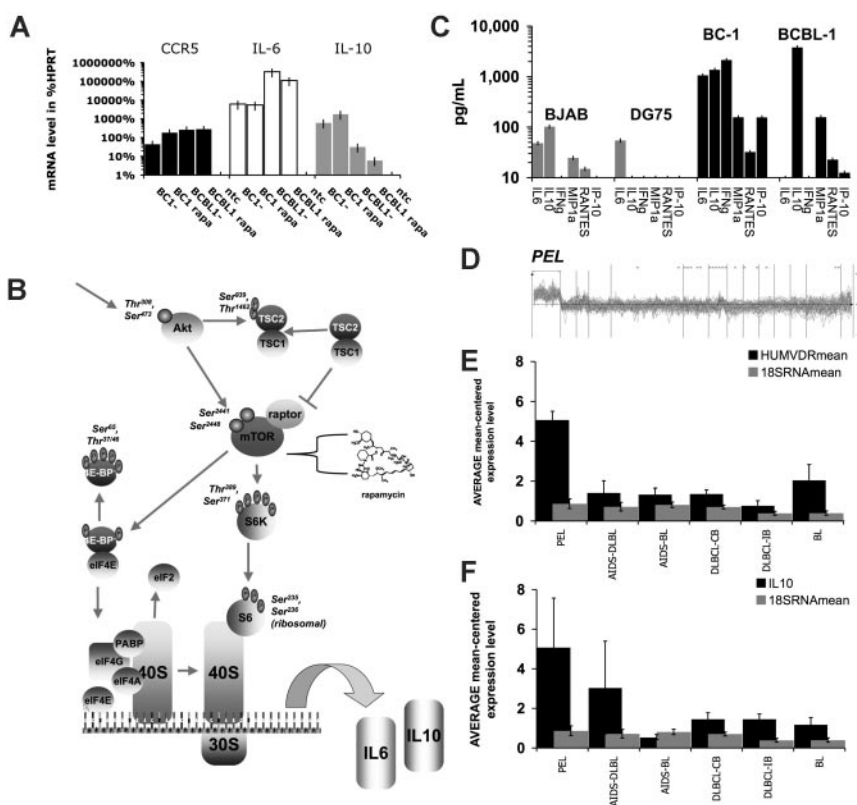 A
CCR5 IL-6 IL-10
mRNA level in %HPRT
1000000%
100000%
10000%
1000%
100%
10%
1%
BC1-
BC1 rapa
BCBL1-
BCBL1 rapa
ntc
BC1-
BC1 rapa
BCBL1-
BCBL1 rapa
ntc
BC1-
BC1 rapa
BCBL1-
BCBL1 rapa
ntc
C
pg/mL
10,000
1,000
100
10
BJAB
DG75
BC-1
BCBL-1
IL6
IL10
IFNg
MIP1a
RANTES
IP-10
IL6
IL10
IFNg
MIP1a
RANTES
IP-10
IL6
IL10
IFNg
MIP1a
RANTES
IP-10
IL6
IL10
IFNg
MIP1a
RANTES
IP-10
B
Thr308,
Ser473
Akt
Ser939,
Thr1462
TSC2
TSC1
TSC2
TSC1
Ser2441
Ser2448
raptor
mTOR
rapamycin
Ser65,
Thr37/46
4E-BP
4E-BP
eIF4E
Thr389,
Ser371
S6K
eIF2
S6
Ser235,
Ser236
(ribosomal)
PABP
eIF4G
eIF4A
eIF4E
40S
40S
30S
IL6
IL10
D
PEL
E
HUMVDRmean
18SRNAmean
AVERAGE mean-centered
expression level
8
6
4
2
0
PEL
AIDS-DLBL
AIDS-BL
DLBCL-CB
DLBCL-IB
BL
F
IL10
18SRNAmean
AVERAGE mean-centered
expression level
8
6
4
2
0
PEL
AIDS-DLBL
AIDS-BL
DLBCL-CB
DLBCL-IB
BL